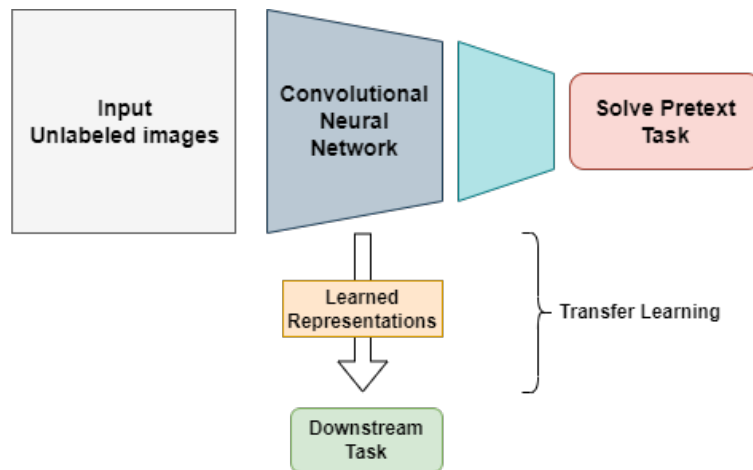 Input
Unlabeled images
Convolutional
Neural
Network
Solve Pretext
Task
Learned
Representations
Transfer Learning
Downstream
Task